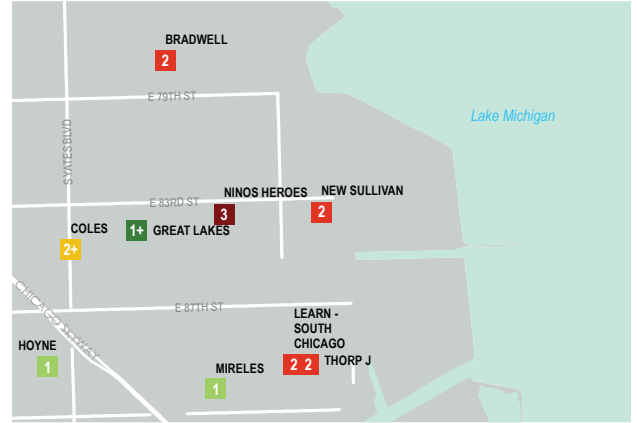 BRADWELL
2
E 79TH ST
Lake Michigan
S YATES BLVD
NINOS HEROES
NEW SULLIVAN
E 83RD ST
3
2
COLES
1+
GREAT LAKES
2+
CHICAGO SKYWAY
E 87TH ST
LEARN -
SOUTH
CHICAGO
HOYNE
THORP J
2 2
1
MIRELES
1